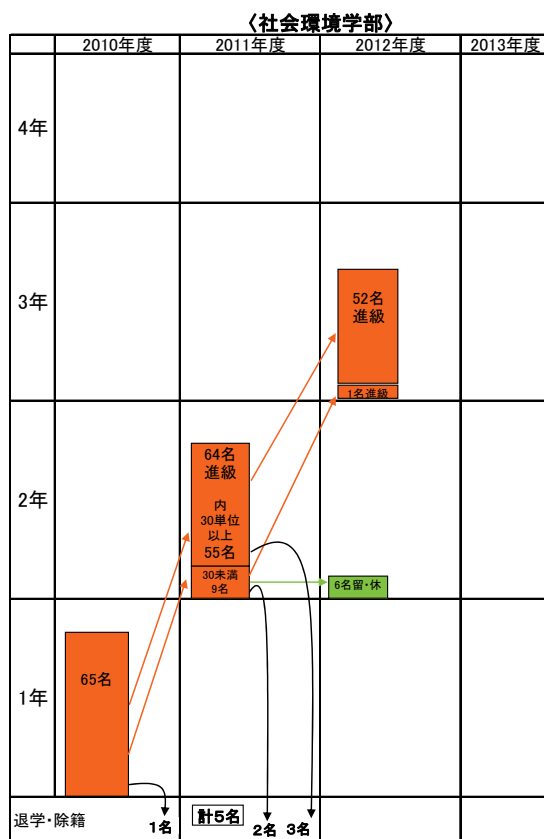 〈社会環境学部〉
2010年度 2011年度 2012年度 2013年度
4年
3年
52名
進級
1名進級
2年
64名
進級
内
30単位
以上
55名
30未満
9名
6名留・休
1年
65名
退学・除籍
1名
計5名
2名
3名